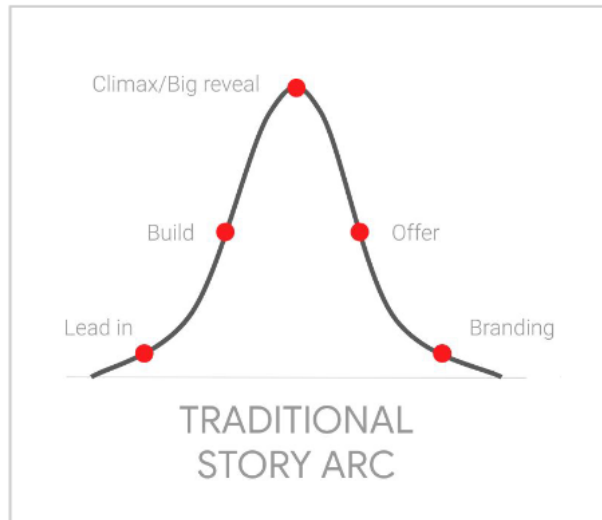 Climax/Big reveal
Build
Offer
Lead in
Branding
TRADITIONAL
STORY ARC